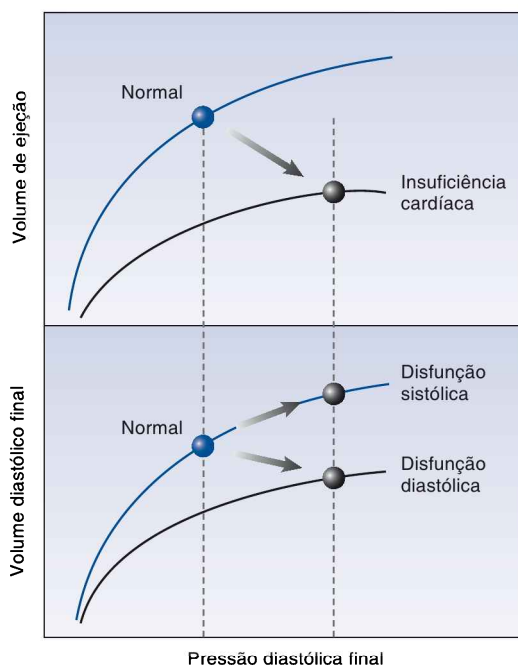 Volume de ejeção
Normal
Insuficiência
cardíaca
Volume diastólico final
Normal
Disfunção
sistólica
Disfunção
diastólica
Pressão diastólica final